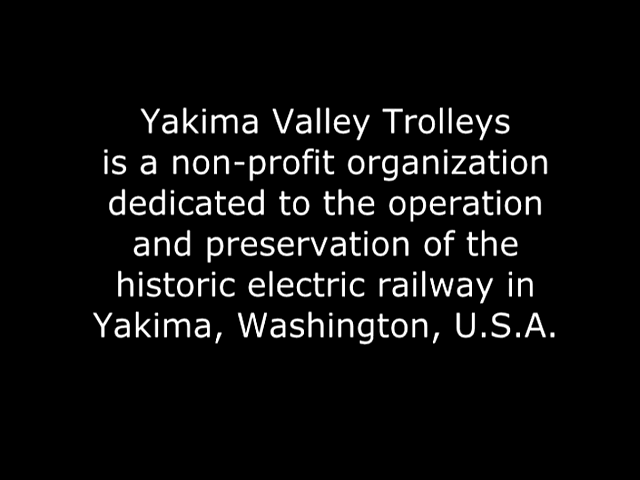 Yakima Valley Trolleys
is a non-profit organization
dedicated to the operation
and preservation of the
historic electric railway in
Yakima, Washington, U.S.A.